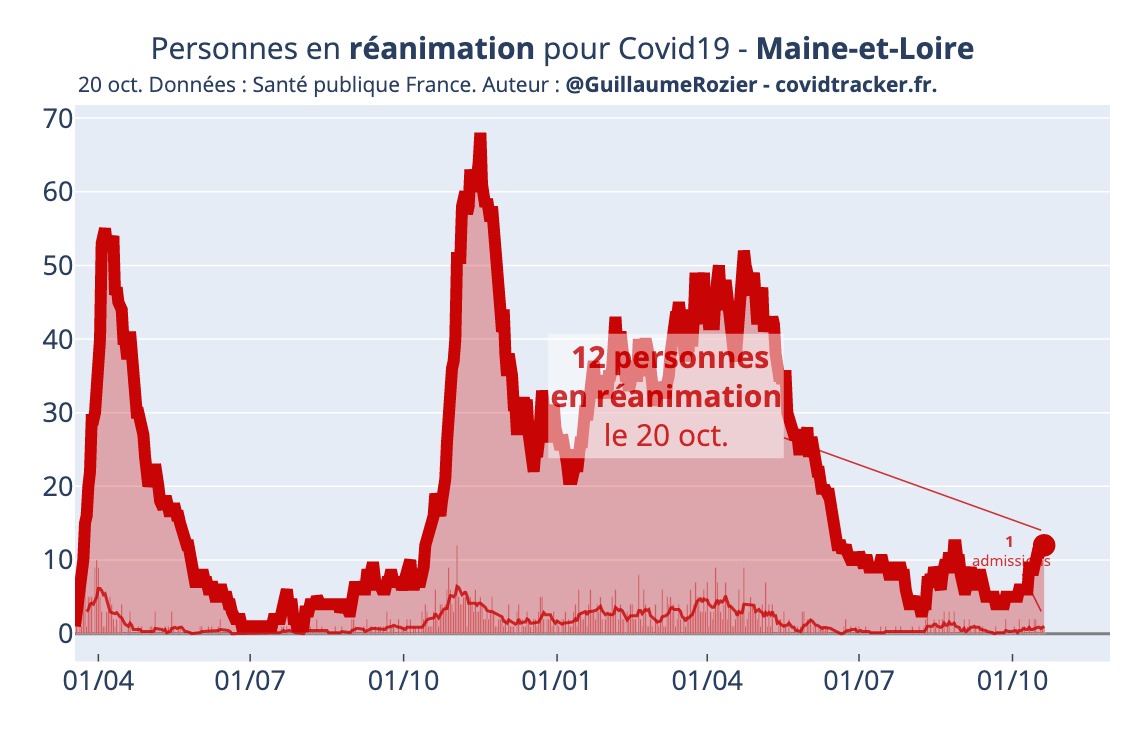 Personnes en réanimation pour Covid19 - Maine-et-Loire
20 oct. Données : Santé publique France. Auteur : @GuillaumeRozier - covidtracker.fr.
70
60
50
40
30
20
10
0
12 personnes
en réanimation
le 20 oct.
1
admissions
01/04
01/07
01/10
01/01
01/04
01/07
01/10